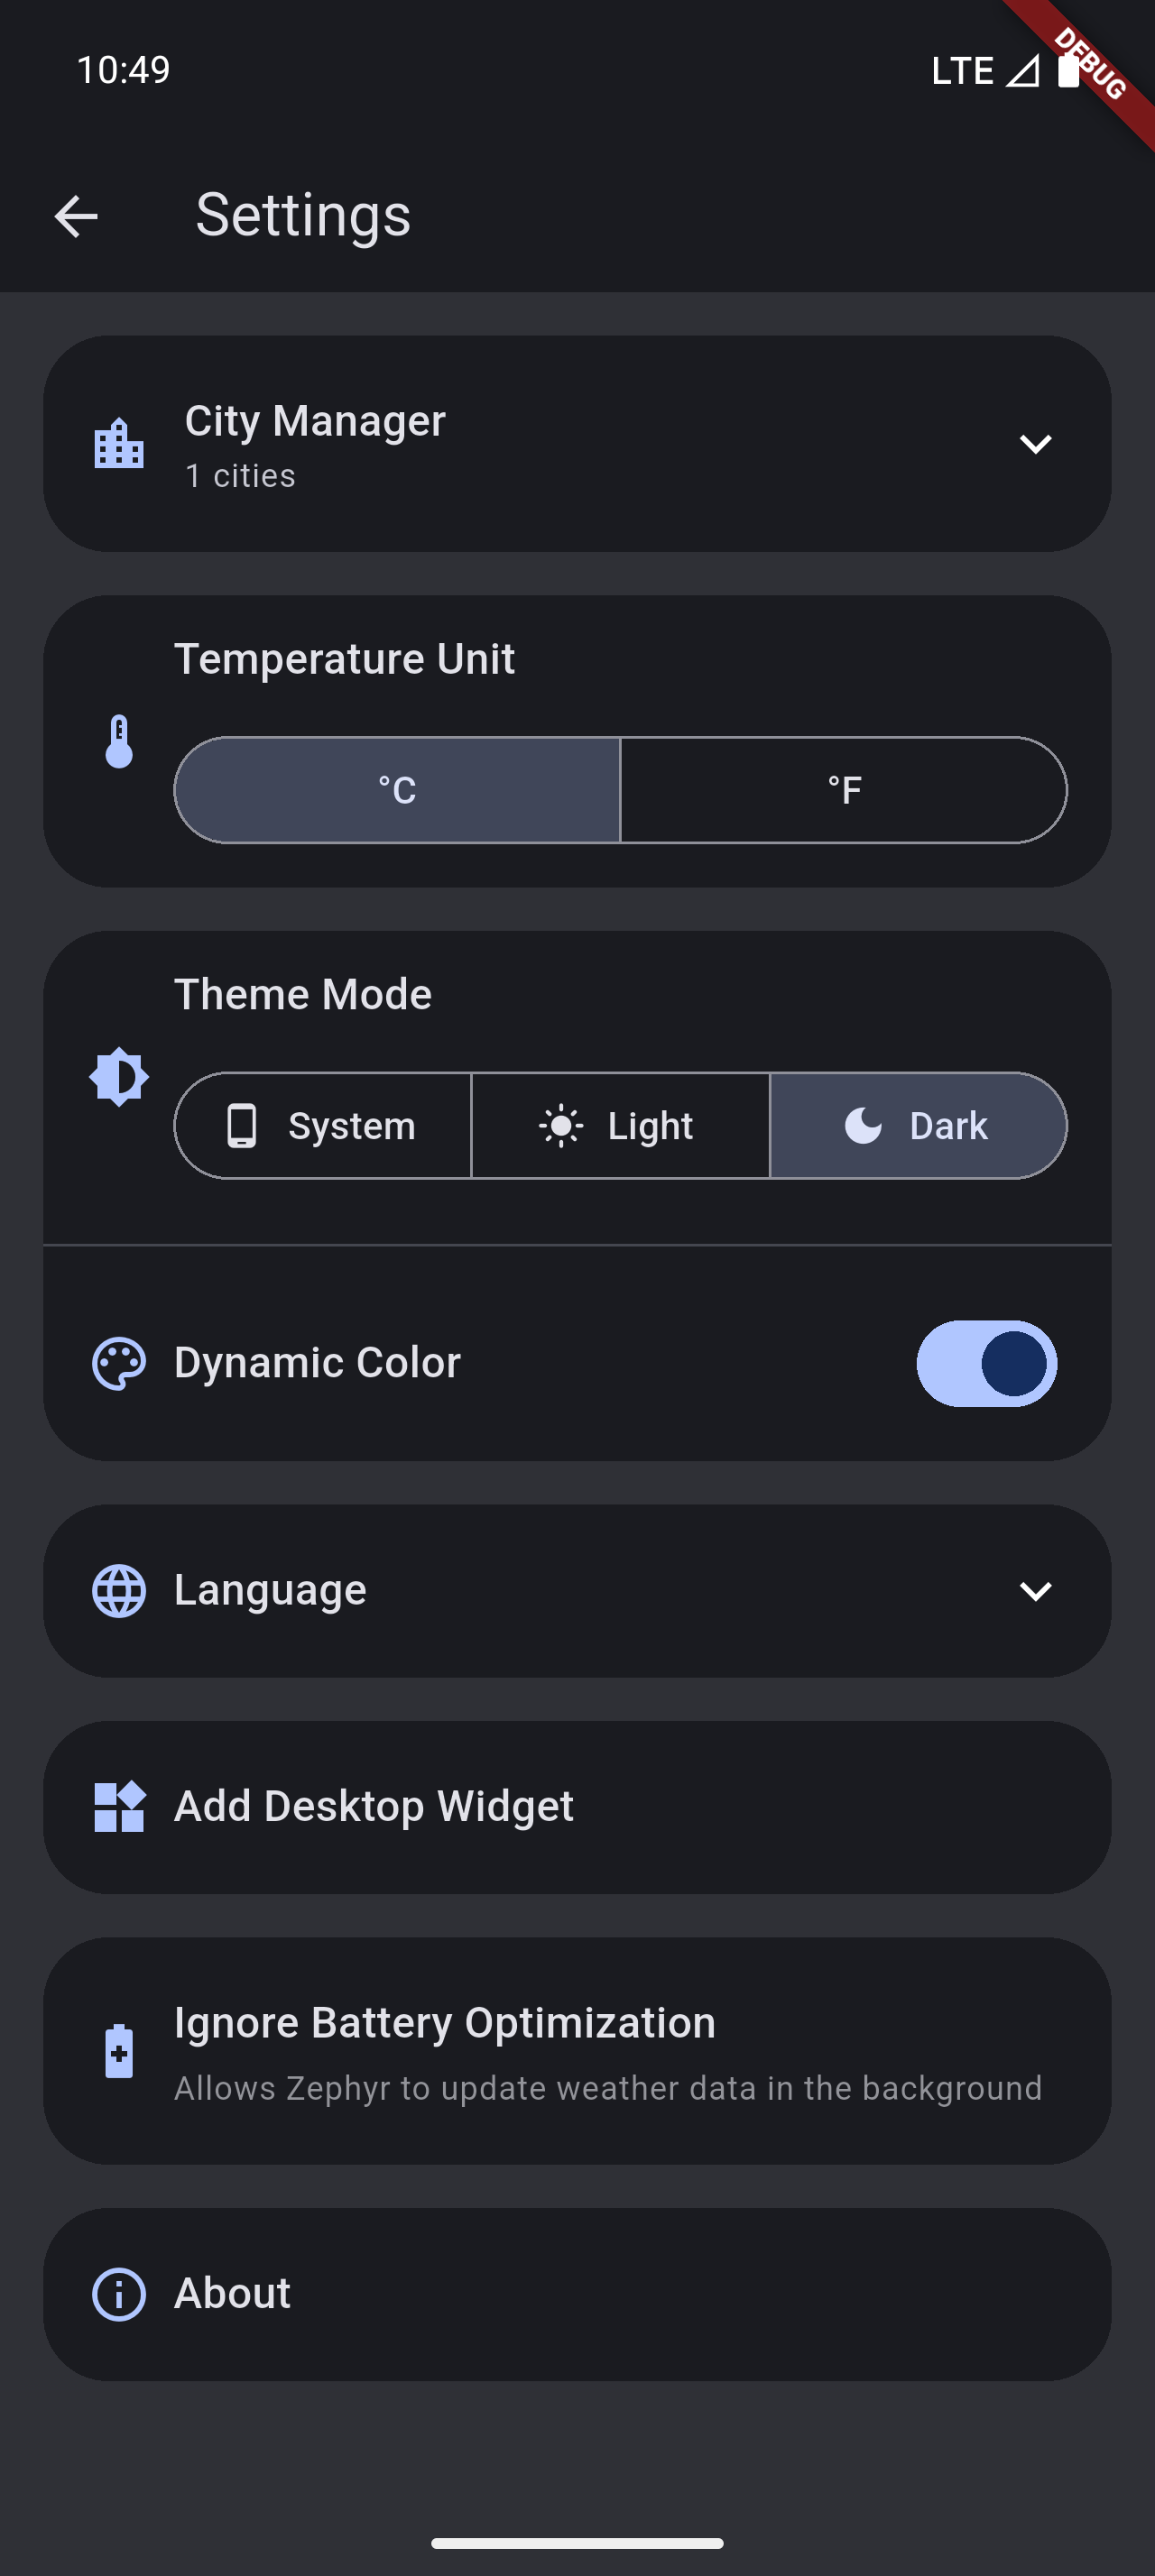 10:49
LTE
DEBUG
Settings
City Manager
1 cities
Temperature Unit
°C
°F
Theme Mode
System
Light
Dark
Dynamic Color
Language
Add Desktop Widget
Ignore Battery Optimization
Allows Zephyr to update weather data in the background
About